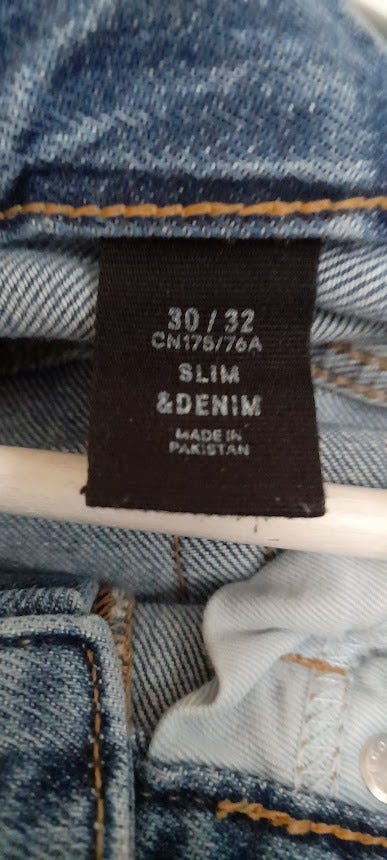 30 / 32
CN175/76A
SLIM
&DENIM
MADE IN
PAKISTAN